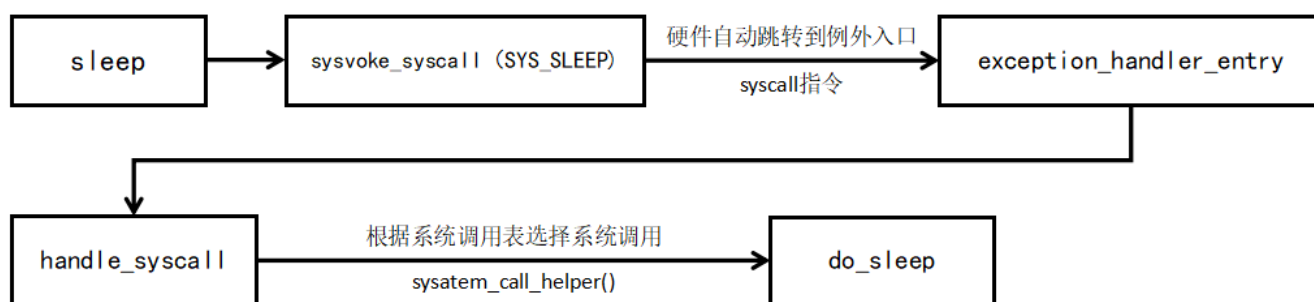 sleep
sysvoke_syscall (SYS_SLEEP)
硬件自动跳转到例外入口
syscall指令
exception_handler_entry
handle_syscall
根据系统调用表选择系统调用
sysatem_call_helper()
do_sleep